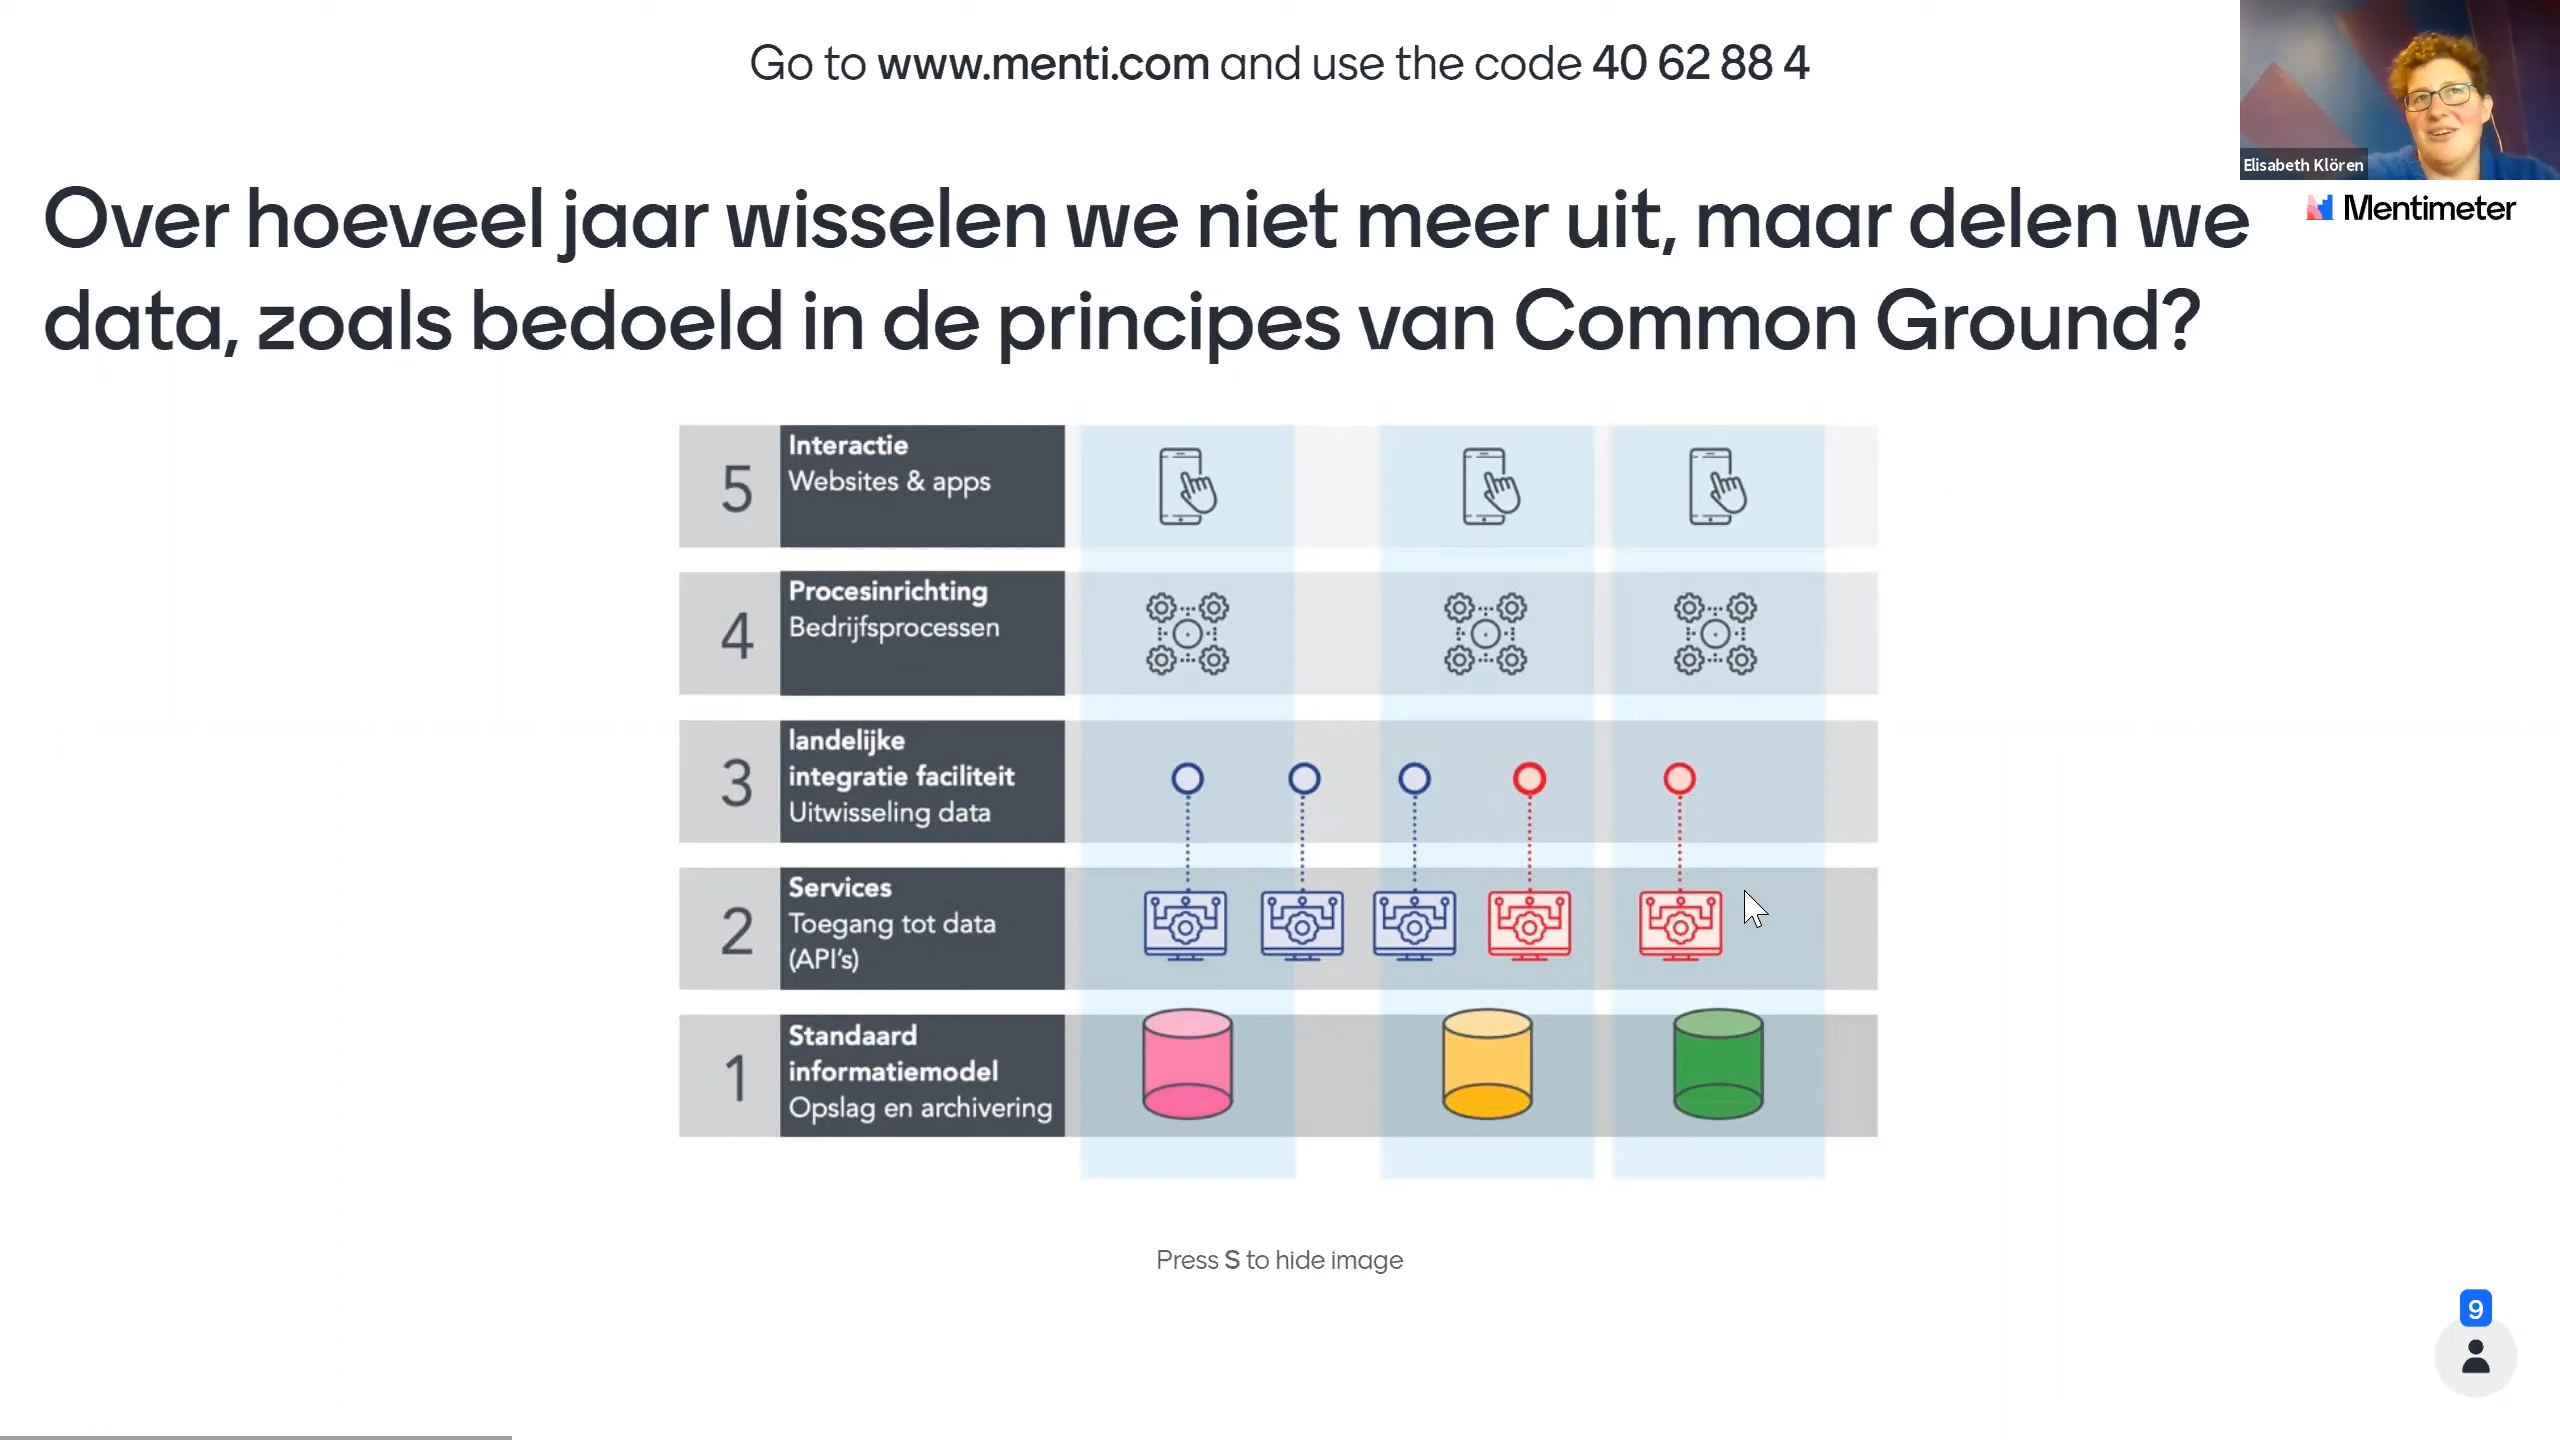 Go to www.menti.com and use the code 40 62 88 4
Elisabeth Klören
Mentimeter
Over hoeveel jaar wisselen we niet meer uit, maar delen we
data, zoals bedoeld in de principes van Common Ground?
5
Interactie
Websites & apps
4
Procesinrichting
Bedrijfsprocessen
3
landelijke
integratie faciliteit
Uitwisseling data
2
Services
Toegang tot data
(API's)
1
Standaard
informatiemodel
Opslag en archivering
Press S to hide image
9